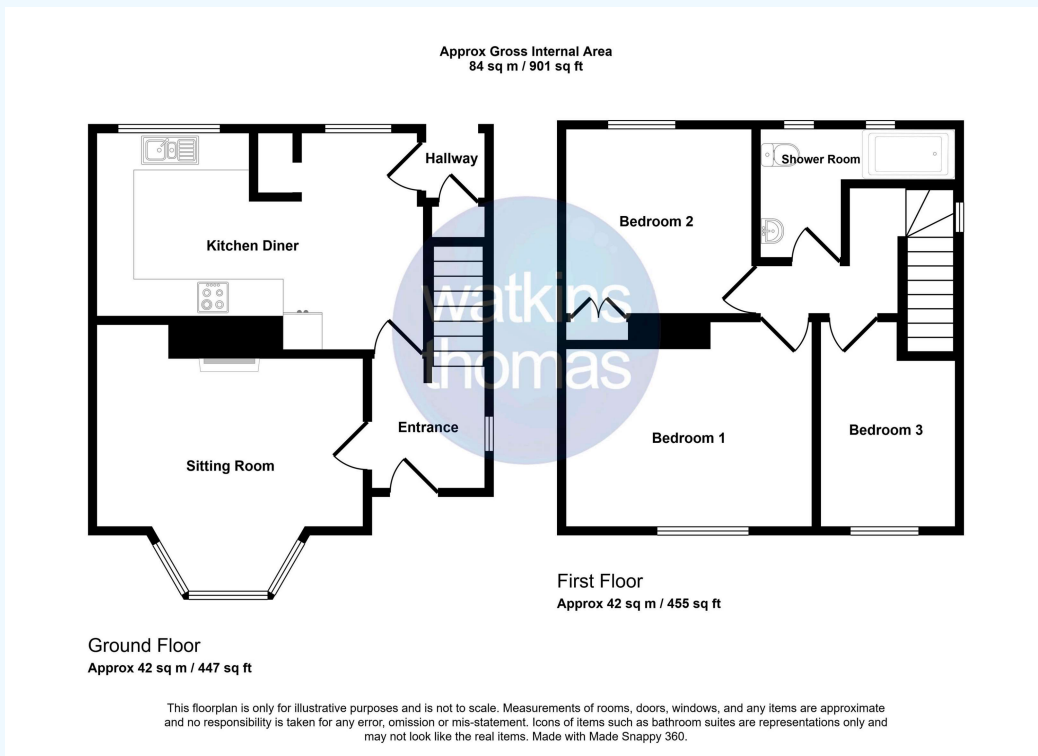 Approx Gross Internal Area
84 sq m / 901 sq ft
Hallway
Kitchen Diner
Sitting Room
Entrance
Shower Room
Bedroom 2
Bedroom 1
Bedroom 3
watkins
thomas
Ground Floor
Approx 42 sq m / 447 sq ft
First Floor
Approx 42 sq m / 455 sq ft
This floorplan is only for illustrative purposes and is not to scale. Measurements of rooms, doors, windows, and any items are approximate
and no responsibility is taken for any error, omission or mis-statement. Icons of items such as bathroom suites are representations only and
may not look like the real items. Made with Made Snappy 360.